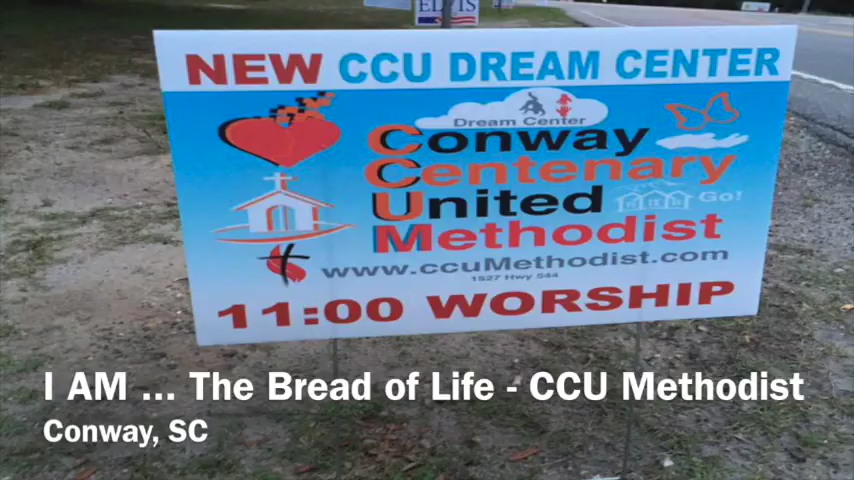 ELVIS
NEW CCU DREAM CENTER
Dream Center
Conway
Centenary
United
Go!
Methodist
www.ccuMethodist.com
1527 Hwy 544
11:00 WORSHIP
I AM ... The Bread of Life - CCU Methodist
Conway, SC